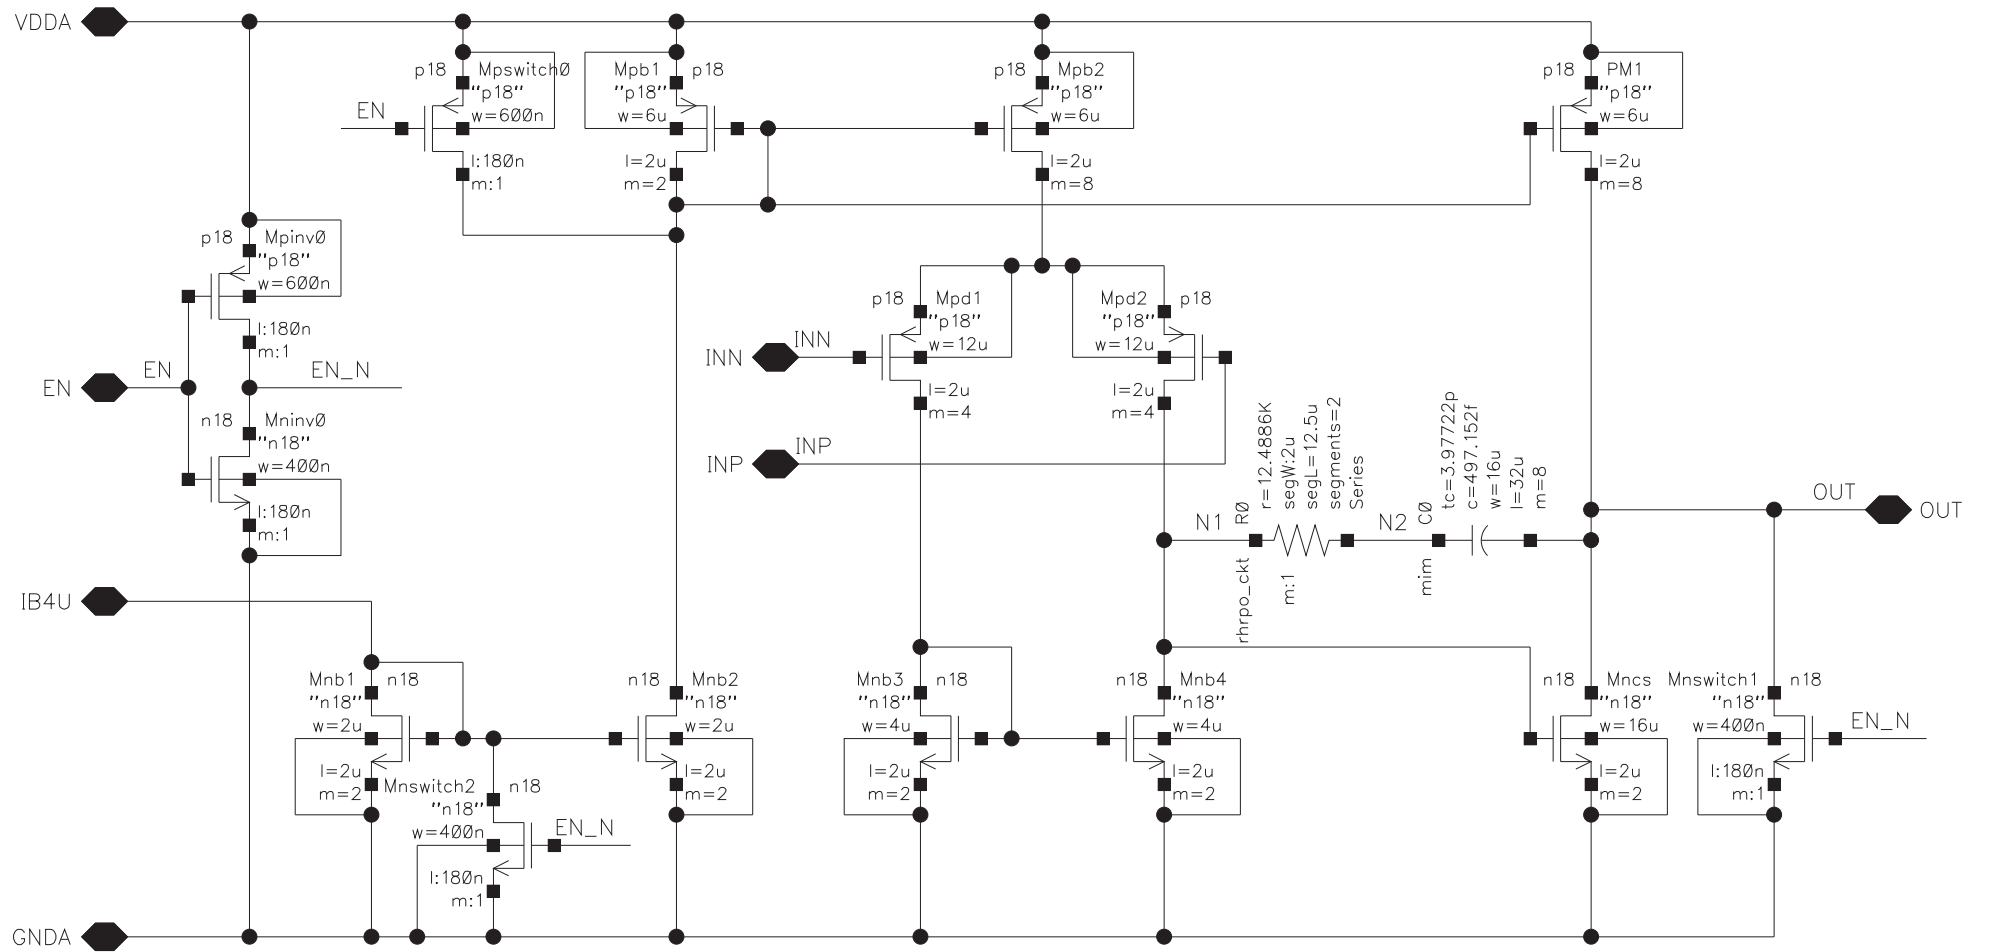 VDDA
p18
Mpswitch0
"p18"
w=600n
l:180n
m:1
EN
Mpb1
p18
"p18"
w=6u
l=2u
m=2
p18
Mpb2
"p18"
w=6u
l=2u
m=8
p18
PM1
"p18"
w=6u
l=2u
m=8
p18
Mpinv0
"p18"
w=600n
l:180n
m:1
EN
EN
EN_N
n18
Mninv0
"n18"
w=400n
l:180n
m:1
p18
Mpd1
"p18"
w=12u
l=2u
m=4
Mpd2
p18
"p18"
w=12u
l=2u
m=4
INN
INN
INP
INP
N1
R0
r=12.4886K
segW:2u
segL=12.5u
segments=2
Series
rhrpo_ckt
m:1
N2
C0
tc=3.97722p
c=497.152f
w=16u
l=32u
m=8
mim
OUT
OUT
IB4U
Mnb1
n18
"n18"
w=2u
l=2u
m=2
Mnswitch2
n18
"n18"
w=400n
l:180n
m:1
EN_N
n18
Mnb2
"n18"
w=2u
l=2u
m=2
Mnb3
n18
"n18"
w=4u
l=2u
m=2
n18
Mnb4
"n18"
w=4u
l=2u
m=2
n18
Mncs
"n18"
w=16u
l=2u
m=2
Mnswitch1
n18
"n18"
w=400n
l:180n
m:1
EN_N
GNDA